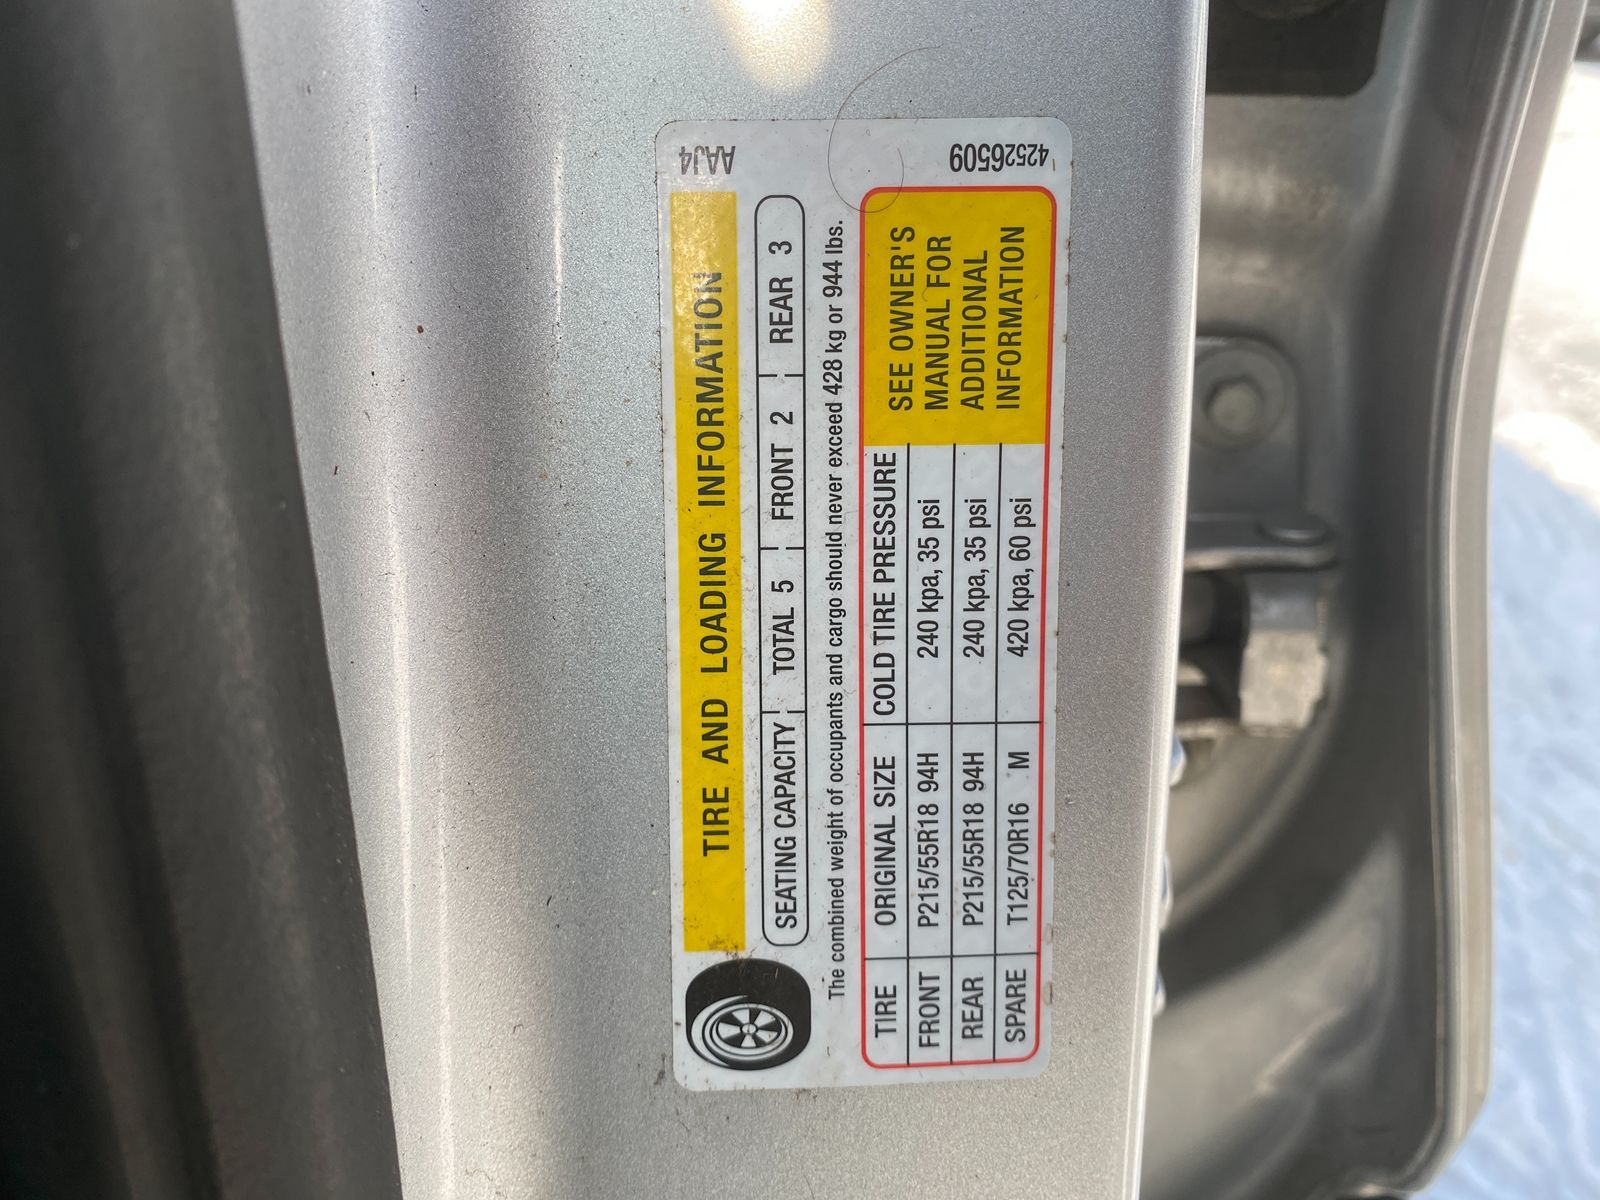 AAJ4
42526509
TIRE AND LOADING INFORMATION
SEATING CAPACITY TOTAL 5 FRONT 2 REAR 3
The combined weight of occupants and cargo should never exceed 428 kg or 944 lbs.
TIRE ORIGINAL SIZE COLD TIRE PRESSURE
FRONT P215/55R18 94H 240 kpa, 35 psi
REAR P215/55R18 94H 240 kpa, 35 psi
SPARE T125/70R16 M 420 kpa, 60 psi
SEE OWNER'S
MANUAL FOR
ADDITIONAL
INFORMATION